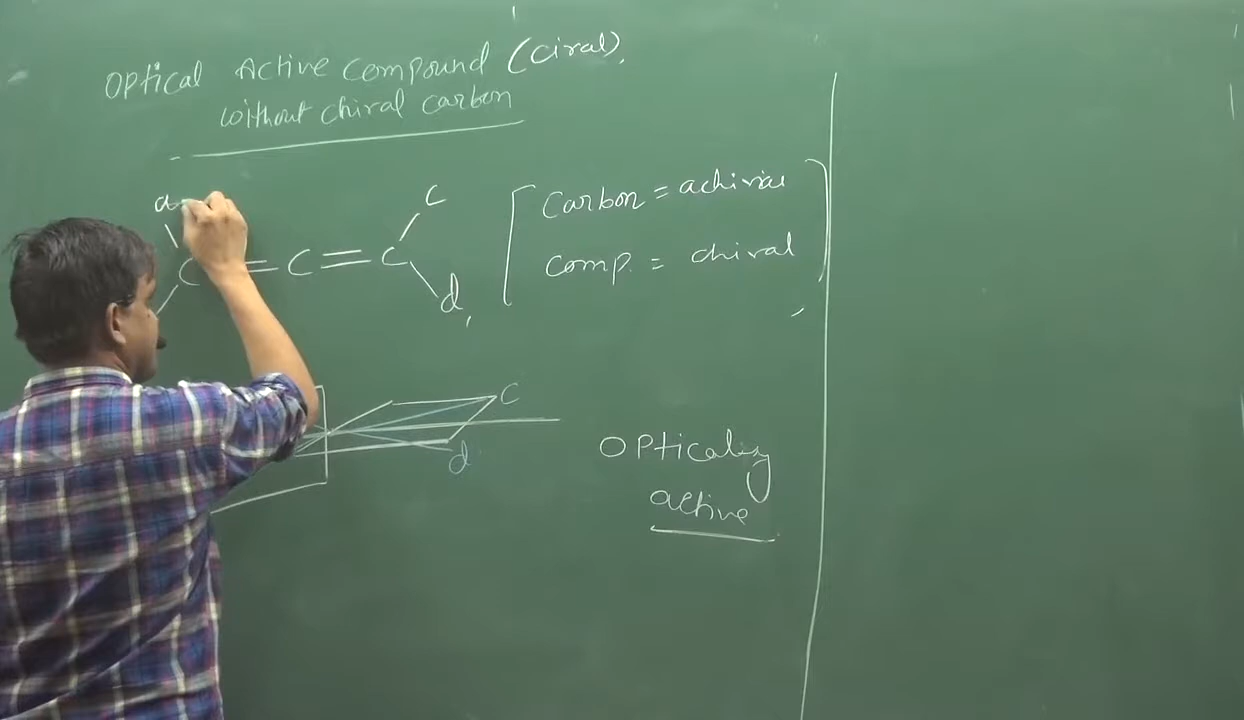 OPtical Active Compound (Ciral),
without chiral carbon
a
C = C = C
c
d,
Carbon = achiral
comp. = chiral
C
d
OPtically
active